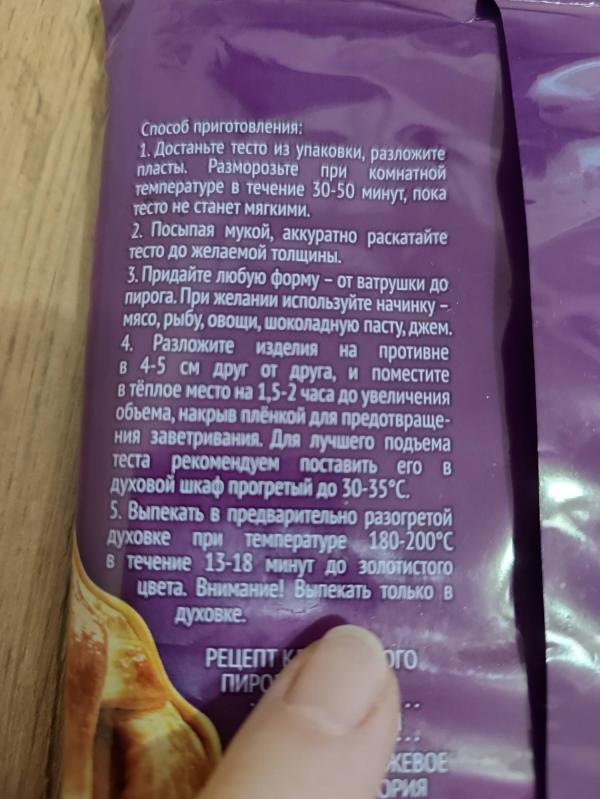 Способ приготовления:
1. Достаньте тесто из упаковки, разложите
пласты. Разморозьте при комнатной
температуре в течение 30-50 минут, пока
тесто не станет мягкими.
2. Посыпая мукой, аккуратно раскатайте
тесто до желаемой толщины.
3. Придайте любую форму – от ватрушки до
пирога. При желании используйте начинку –
мясо, рыбу, овощи, шоколадную пасту, джем.
4. Разложите изделия на противне
в 4-5 см друг от друга, и поместите
в тёплое место на 1,5-2 часа до увеличения
объема, накрыв плёнкой для предотвраще-
ния заветривания. Для лучшего подъема
теста рекомендуем поставить его в
духовой шкаф прогретый до 30-35°С.
5. Выпекать в предварительно разогретой
духовке при температуре 180-200°С
в течение 13-18 минут до золотистого
цвета. Внимание! Выпекать только в
духовке.
РЕЦЕПТ